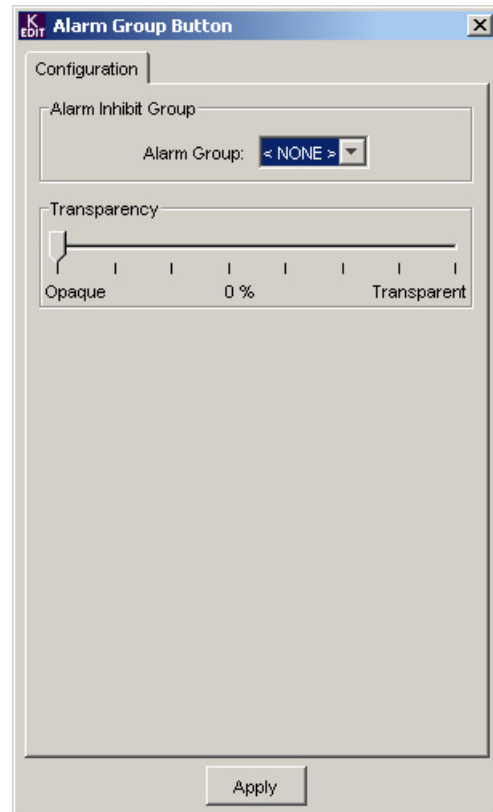 K EDIT Alarm Group Button
Configuration
Alarm Inhibit Group
Alarm Group: < NONE >
Transparency
Opaque 0 % Transparent
Apply